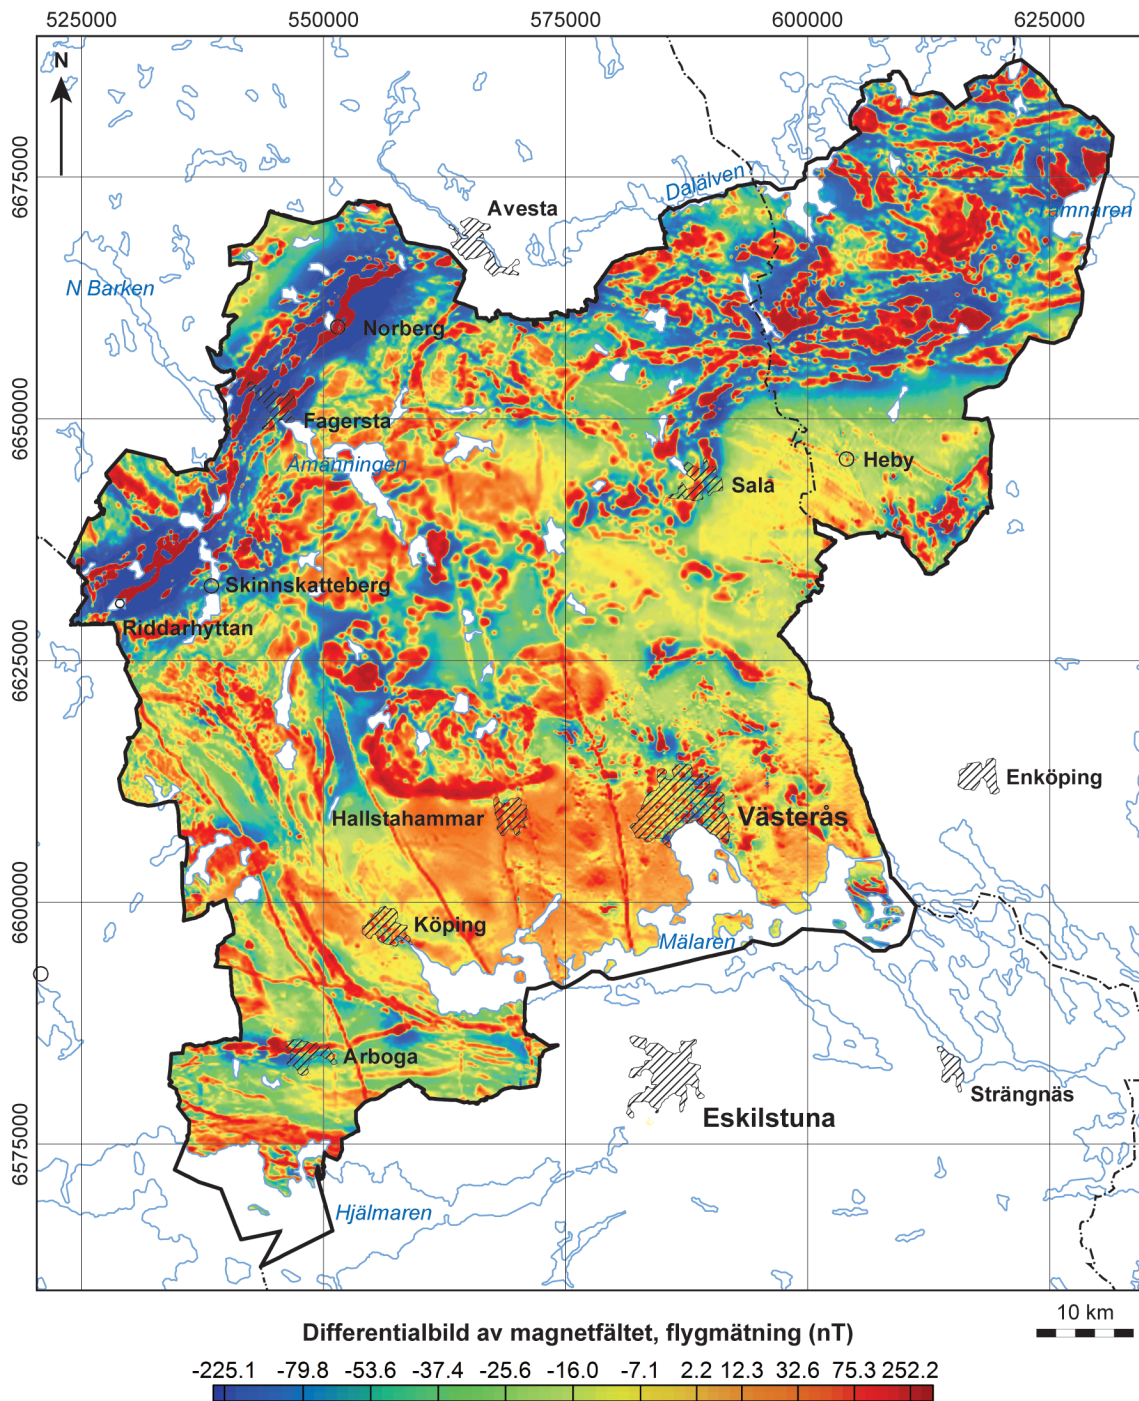 525000 550000 575000 600000 625000
N
6675000
Dalälven
Avesta
Tämnaren
N Barken
Norberg
6650000
Fagersta
Åmänningen
Heby
Sala
Skinnskatteberg
Riddarhyttan
6625000
Enköping
Hallstahammar
Västerås
6600000
Köping
Mälaren
Arboga
Strängnäs
Eskilstuna
6575000
Hjälmaren
10 km
Differentialbild av magnetfältet, flygmätning (nT)
-225.1 -79.8 -53.6 -37.4 -25.6 -16.0 -7.1 2.2 12.3 32.6 75.3 252.2